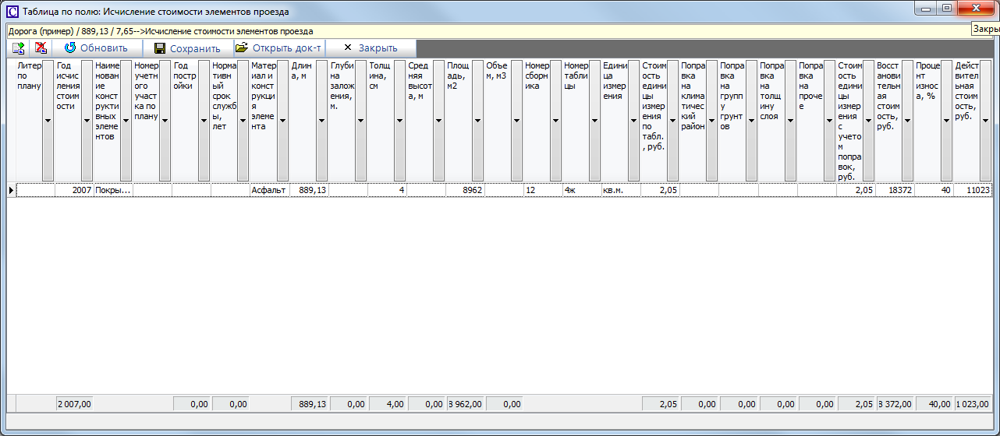 Таблица по полю: Исчисление стоимости элементов проезда
Закры
Дорога (пример) / 889,13 / 7,65-->Исчисление стоимости элементов проезда
Обновить Сохранить Открыть док-т Закрыть
Литер по плану
Год исчисления стоимости
Наименование конструктивных элементов
Номер учетного участка по плану
Год постройки
Нормативный срок службы, лет
Материал и конструкция элемента
Длина, м
Глубина заложения, м.
Толщина, см
Средняя высота, м
Площадь, м2
Объем, м3
Номер сборника
Номер таблицы
Единица измерения
Стоимость единицы измерения по табл., руб.
Поправка на климатический район
Поправка на группу грунтов
Поправка на толщину слоя
Поправка на прочее
Стоимость единицы измерения с учетом поправок, руб.
Восстановительная стоимость, руб.
Процент износа, %
Действительная стоимость, руб.
2007 Покры... Асфальт 889,13 4 8962 12 4ж кв.м. 2,05 2,05 18372 40 11023
2 007,00 0,00 0,00 889,13 0,00 4,00 0,00 8 962,00 0,00 2,05 0,00 0,00 0,00 0,00 2,05 8 372,00 40,00 1 023,00